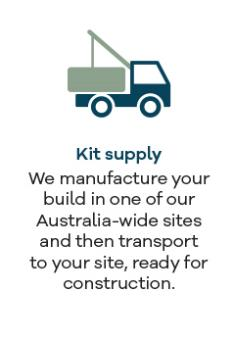 Kit supply
We manufacture your
build in one of our
Australia-wide sites
and then transport
to your site, ready for
construction.